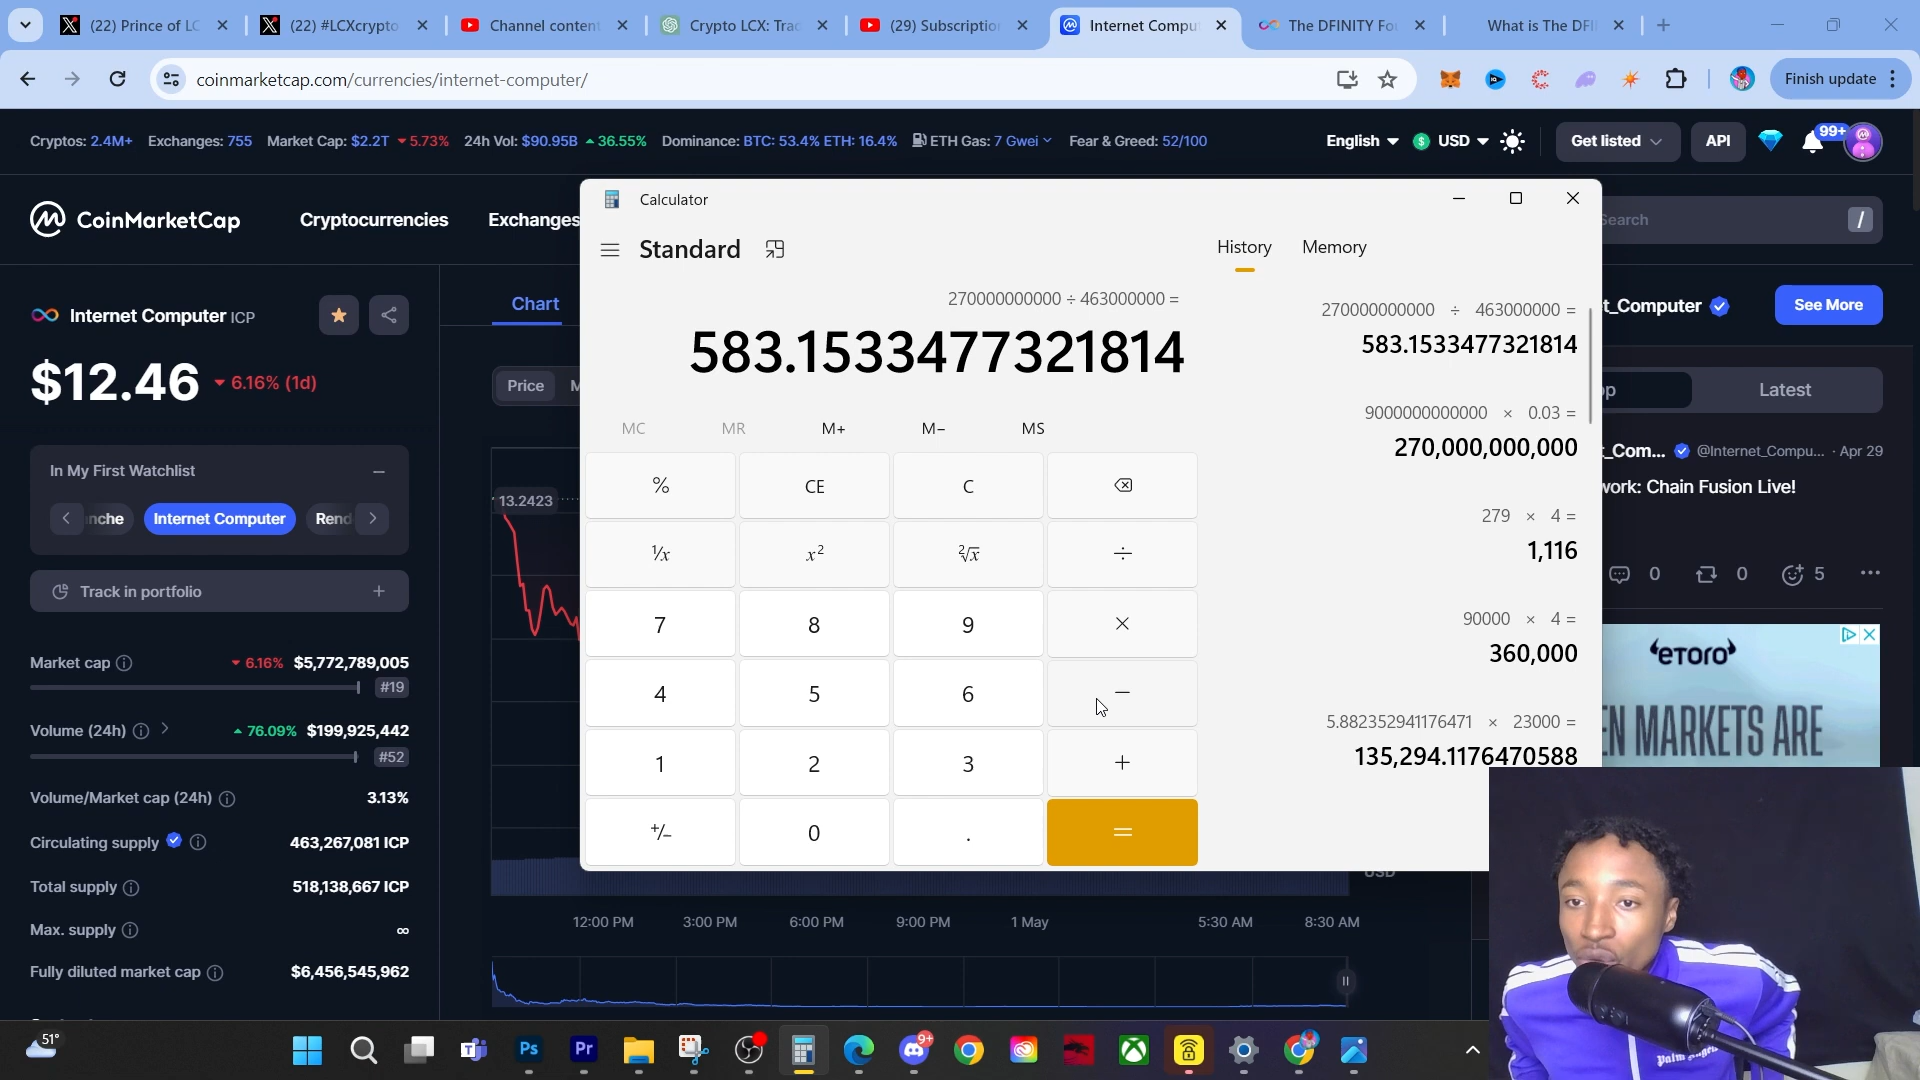 (22) Prince of LC
(22) #LCXcrypto
Channel content
Crypto LCX: Trad
(29) Subscription
Internet Comput
The DFINITY Fou
What is The DFI
coinmarketcap.com/currencies/internet-computer/
Finish update
Cryptos: 2.4M+ Exchanges: 755 Market Cap: $2.2T 5.73% 24h Vol: $90.95B 36.55% Dominance: BTC: 53.4% ETH: 16.4% ETH Gas: 7 Gwei Fear & Greed: 52/100
English USD Get listed API 99+
CoinMarketCap
Cryptocurrencies
Exchanges
Search
/
Internet Computer ICP
$12.46 6.16% (1d)
In My First Watchlist
nche
Internet Computer
Rend
Track in portfolio
Market cap 6.16% $5,772,789,005
#19
Volume (24h) 76.09% $199,925,442
#52
Volume/Market cap (24h) 3.13%
Circulating supply 463,267,081 ICP
Total supply 518,138,667 ICP
Max. supply ∞
Fully diluted market cap $6,456,545,962
Chart
Price M
13.2423
Calculator
Standard
270000000000 ÷ 463000000 =
583.1533477321814
MC MR M+ M− MS
% CE C
⅟x x² ²√x ÷
7 8 9 ×
4 5 6 −
1 2 3 +
+/− 0 . =
History Memory
270000000000 ÷ 463000000 =
583.1533477321814
9000000000000 × 0.03 =
270,000,000,000
279 × 4 =
1,116
90000 × 4 =
360,000
5.882352941176471 × 23000 =
135,294.1176470588
t_Computer
See More
op
Latest
_Com... @Internet_Compu... · Apr 29
work: Chain Fusion Live!
0 0 5
eToro
EN MARKETS ARE
USD
12:00 PM 3:00 PM 6:00 PM 9:00 PM 1 May 5:30 AM 8:30 AM
51°
Ps
Pr
9+
Palm Angels